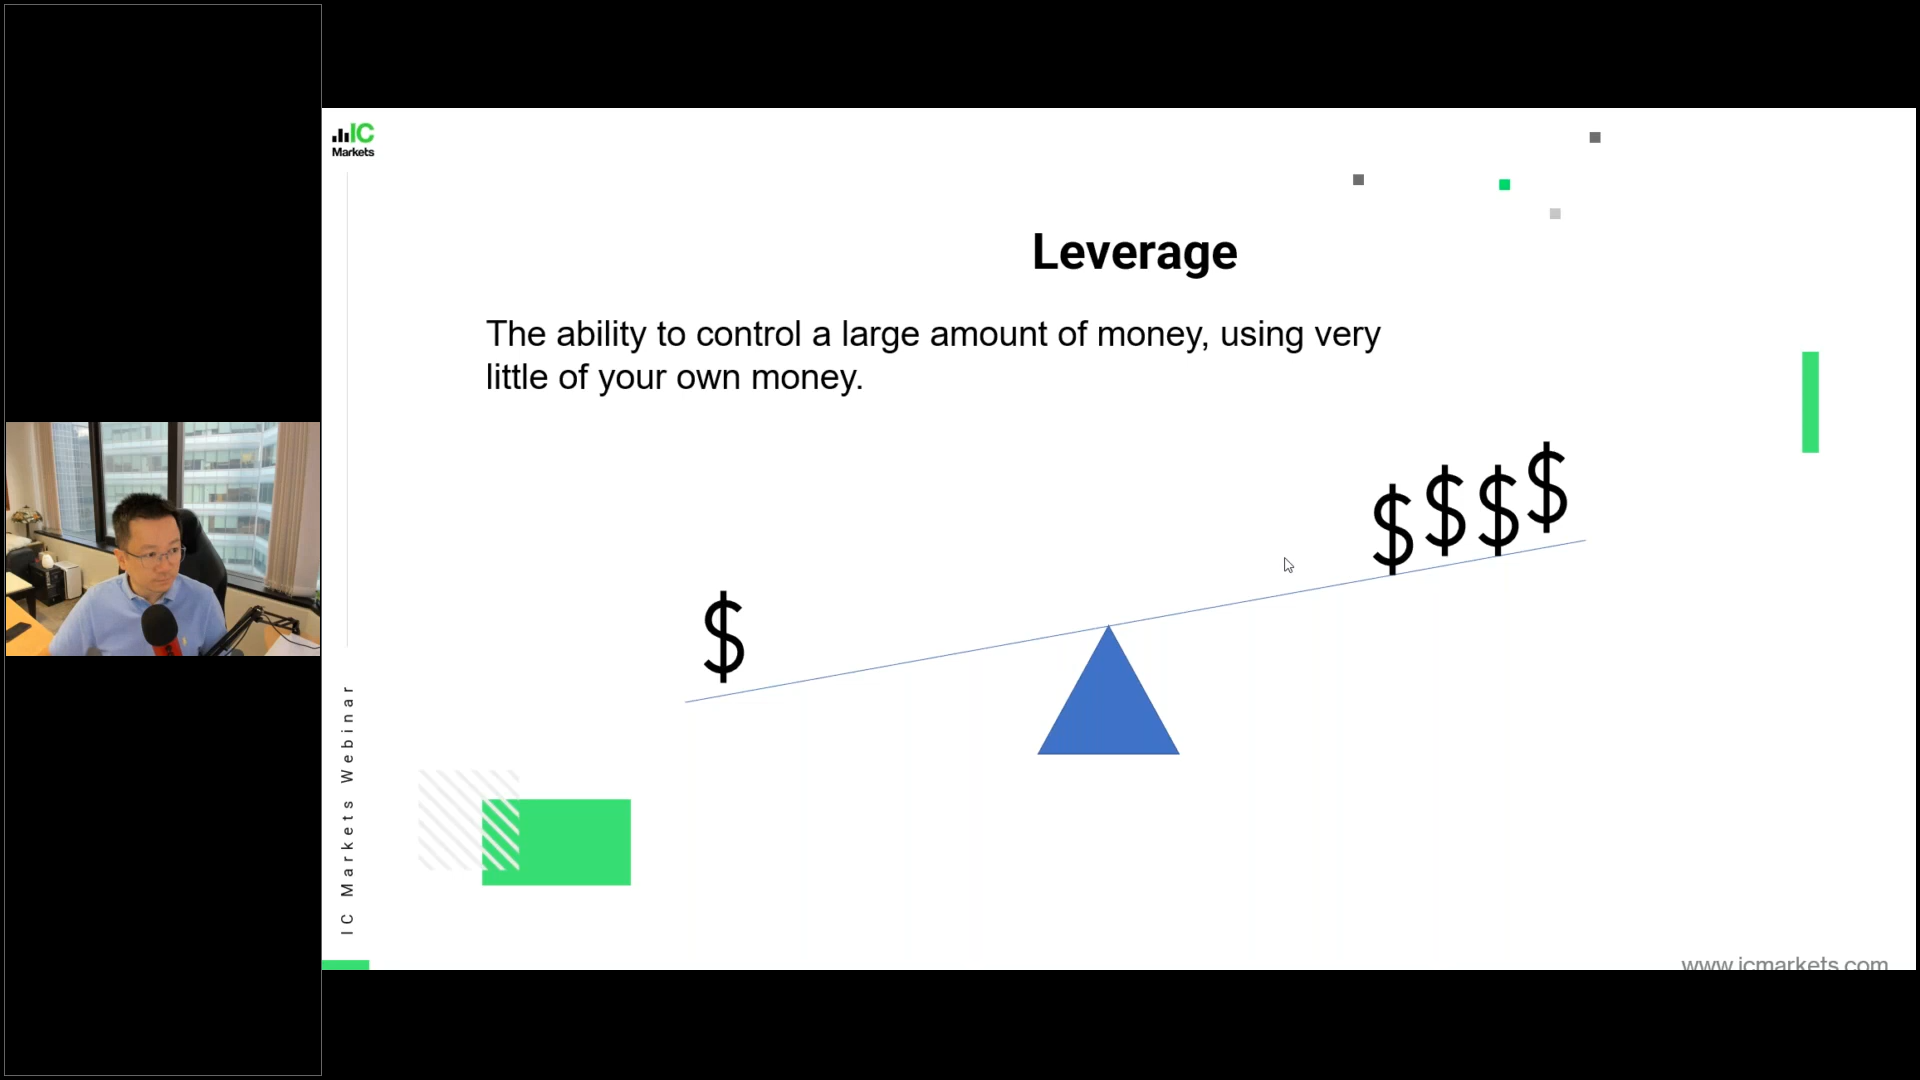 IC
Markets
Leverage
The ability to control a large amount of money, using very
little of your own money.
$ $ $ $
$
IC Markets Webinar
www.icmarkets.com